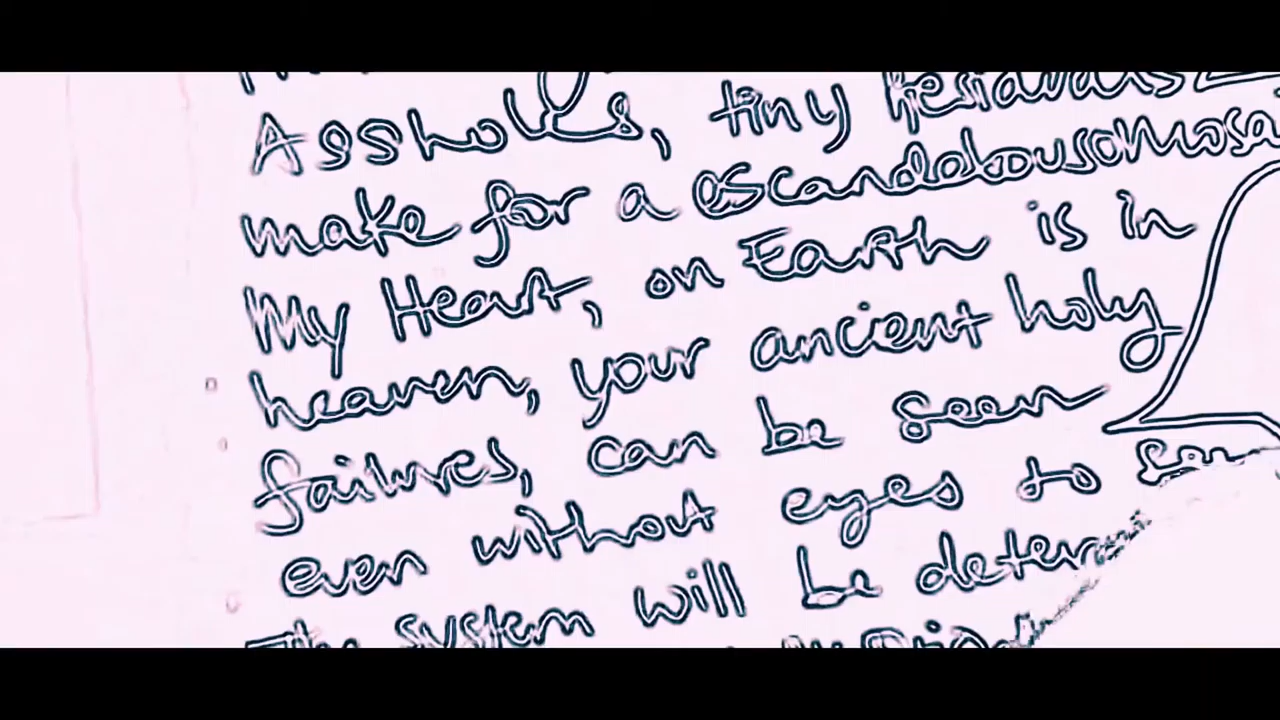 Assholes, tiny
make for a
My Heart, on Earth is in
heaven, your ancient holy
failures, can be seen
even without eyes to
The system will be